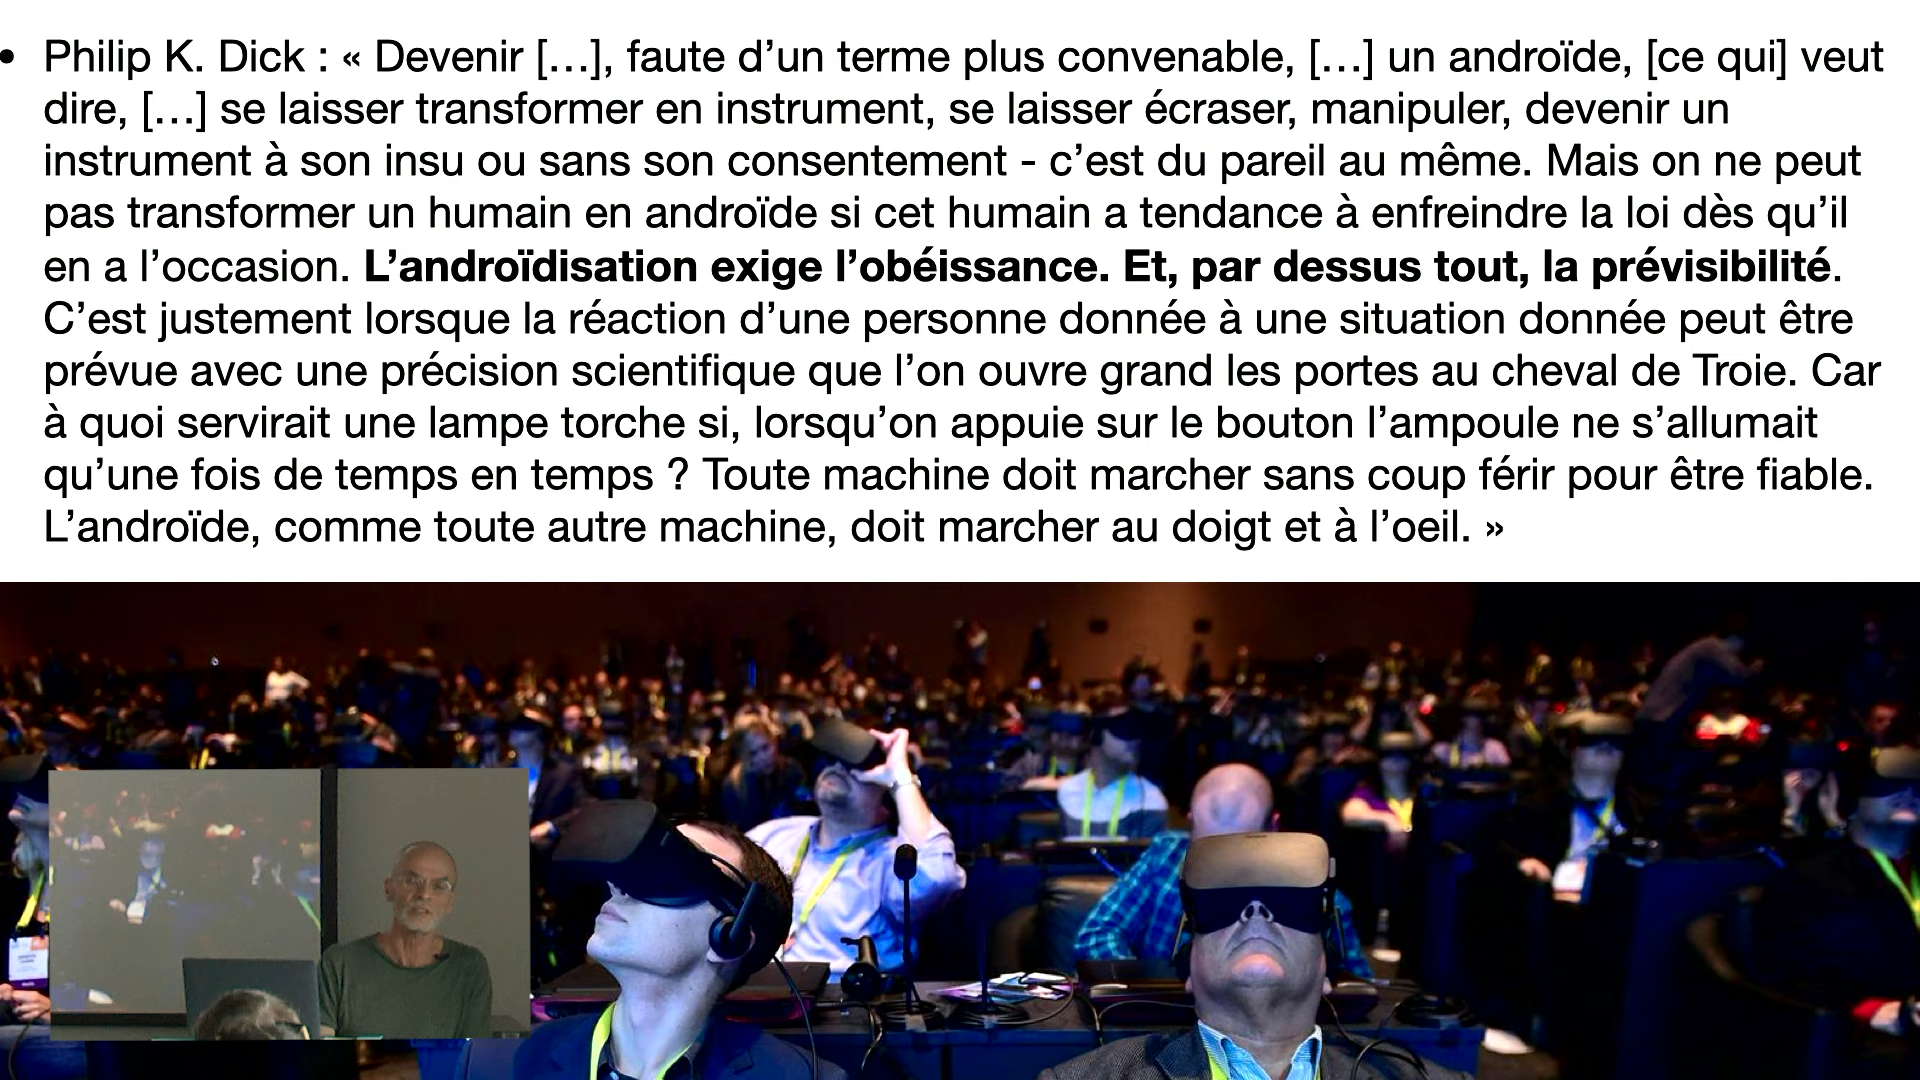 • Philip K. Dick : « Devenir […], faute d’un terme plus convenable, […] un androïde, [ce qui] veut
dire, […] se laisser transformer en instrument, se laisser écraser, manipuler, devenir un
instrument à son insu ou sans son consentement - c’est du pareil au même. Mais on ne peut
pas transformer un humain en androïde si cet humain a tendance à enfreindre la loi dès qu’il
en a l’occasion. L’androïdisation exige l’obéissance. Et, par dessus tout, la prévisibilité.
C’est justement lorsque la réaction d’une personne donnée à une situation donnée peut être
prévue avec une précision scientifique que l’on ouvre grand les portes au cheval de Troie. Car
à quoi servirait une lampe torche si, lorsqu’on appuie sur le bouton l’ampoule ne s’allumait
qu’une fois de temps en temps ? Toute machine doit marcher sans coup férir pour être fiable.
L’androïde, comme toute autre machine, doit marcher au doigt et à l’oeil. »